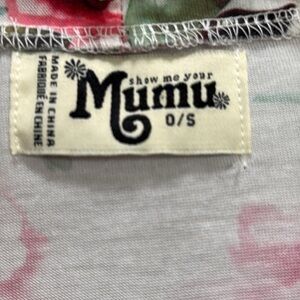 show me your
Mumu
O/S
MADE IN CHINA
FABRIQUÉ EN CHINE